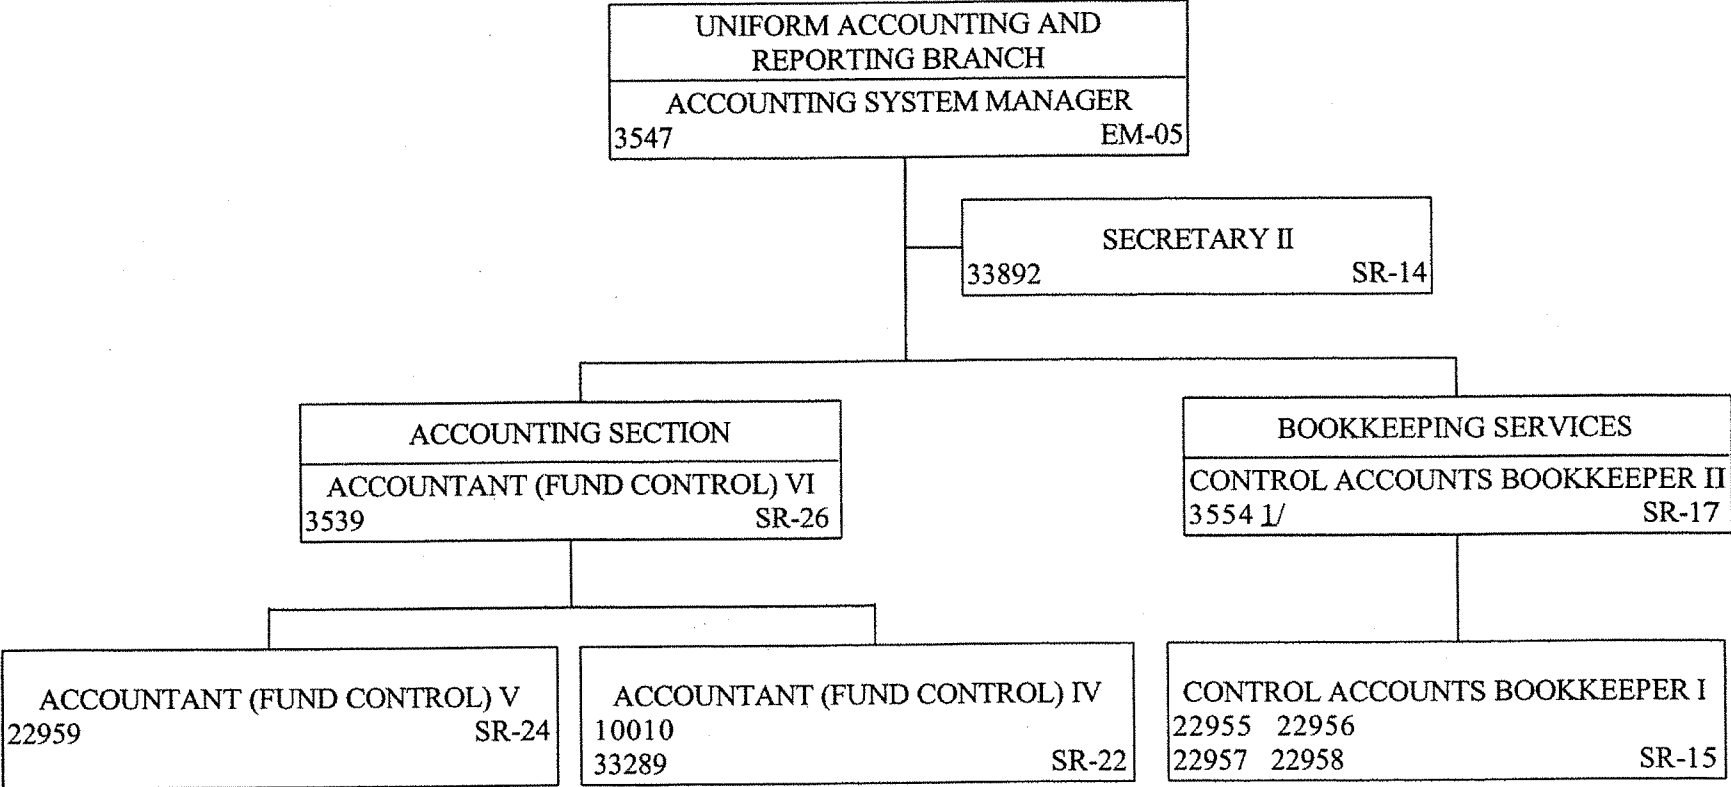 UNIFORM ACCOUNTING AND
REPORTING BRANCH
ACCOUNTING SYSTEM MANAGER
3547 EM-05
SECRETARY II
33892 SR-14
ACCOUNTING SECTION
ACCOUNTANT (FUND CONTROL) VI
3539 SR-26
BOOKKEEPING SERVICES
CONTROL ACCOUNTS BOOKKEEPER II
3554 1/ SR-17
ACCOUNTANT (FUND CONTROL) V
22959 SR-24
ACCOUNTANT (FUND CONTROL) IV
10010
33289 SR-22
CONTROL ACCOUNTS BOOKKEEPER I
22955 22956
22957 22958 SR-15